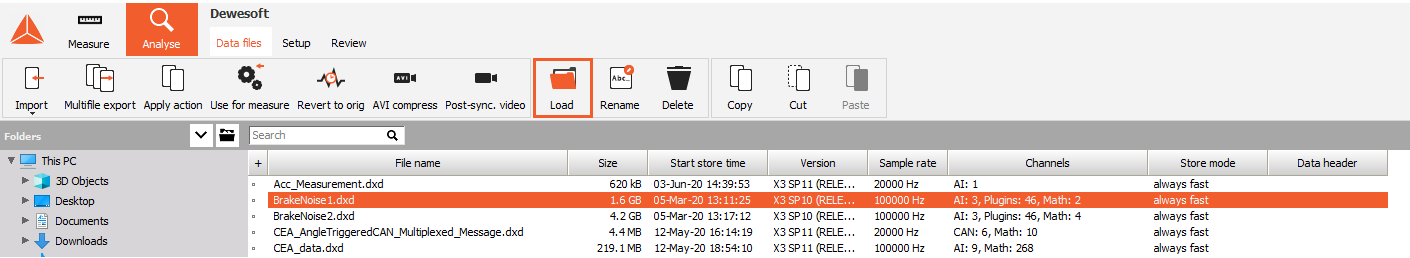 Dewesoft
Measure Analyse Data files Setup Review
Import Multifile export Apply action Use for measure Revert to orig AVI compress Post-sync. video Load Rename Delete Copy Cut Paste
Folders Search
This PC + File name Size Start store time Version Sample rate Channels Store mode Data header
3D Objects Acc_Measurement.dxd 620 kB 03-Jun-20 14:39:53 X3 SP11 (RELE... 20000 Hz AI: 1 always fast
Desktop BrakeNoise1.dxd 1.6 GB 05-Mar-20 13:11:25 X3 SP10 (RELE... 100000 Hz AI: 3, Plugins: 46, Math: 2 always fast
Documents BrakeNoise2.dxd 4.2 GB 05-Mar-20 13:17:12 X3 SP10 (RELE... 100000 Hz AI: 3, Plugins: 46, Math: 4 always fast
CEA_AngleTriggeredCAN_Multiplexed_Message.dxd 4.4 MB 12-May-20 16:14:19 X3 SP11 (RELE... 20000 Hz CAN: 6, Math: 10 always fast
Downloads CEA_data.dxd 219.1 MB 12-May-20 18:54:10 X3 SP11 (RELE... 100000 Hz AI: 9, Math: 268 always fast